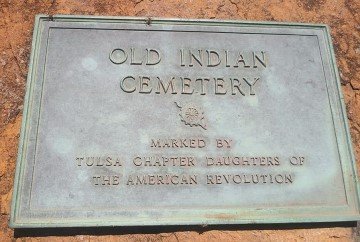 OLD INDIAN
CEMETERY
MARKED BY
TULSA CHAPTER DAUGHTERS OF
THE AMERICAN REVOLUTION